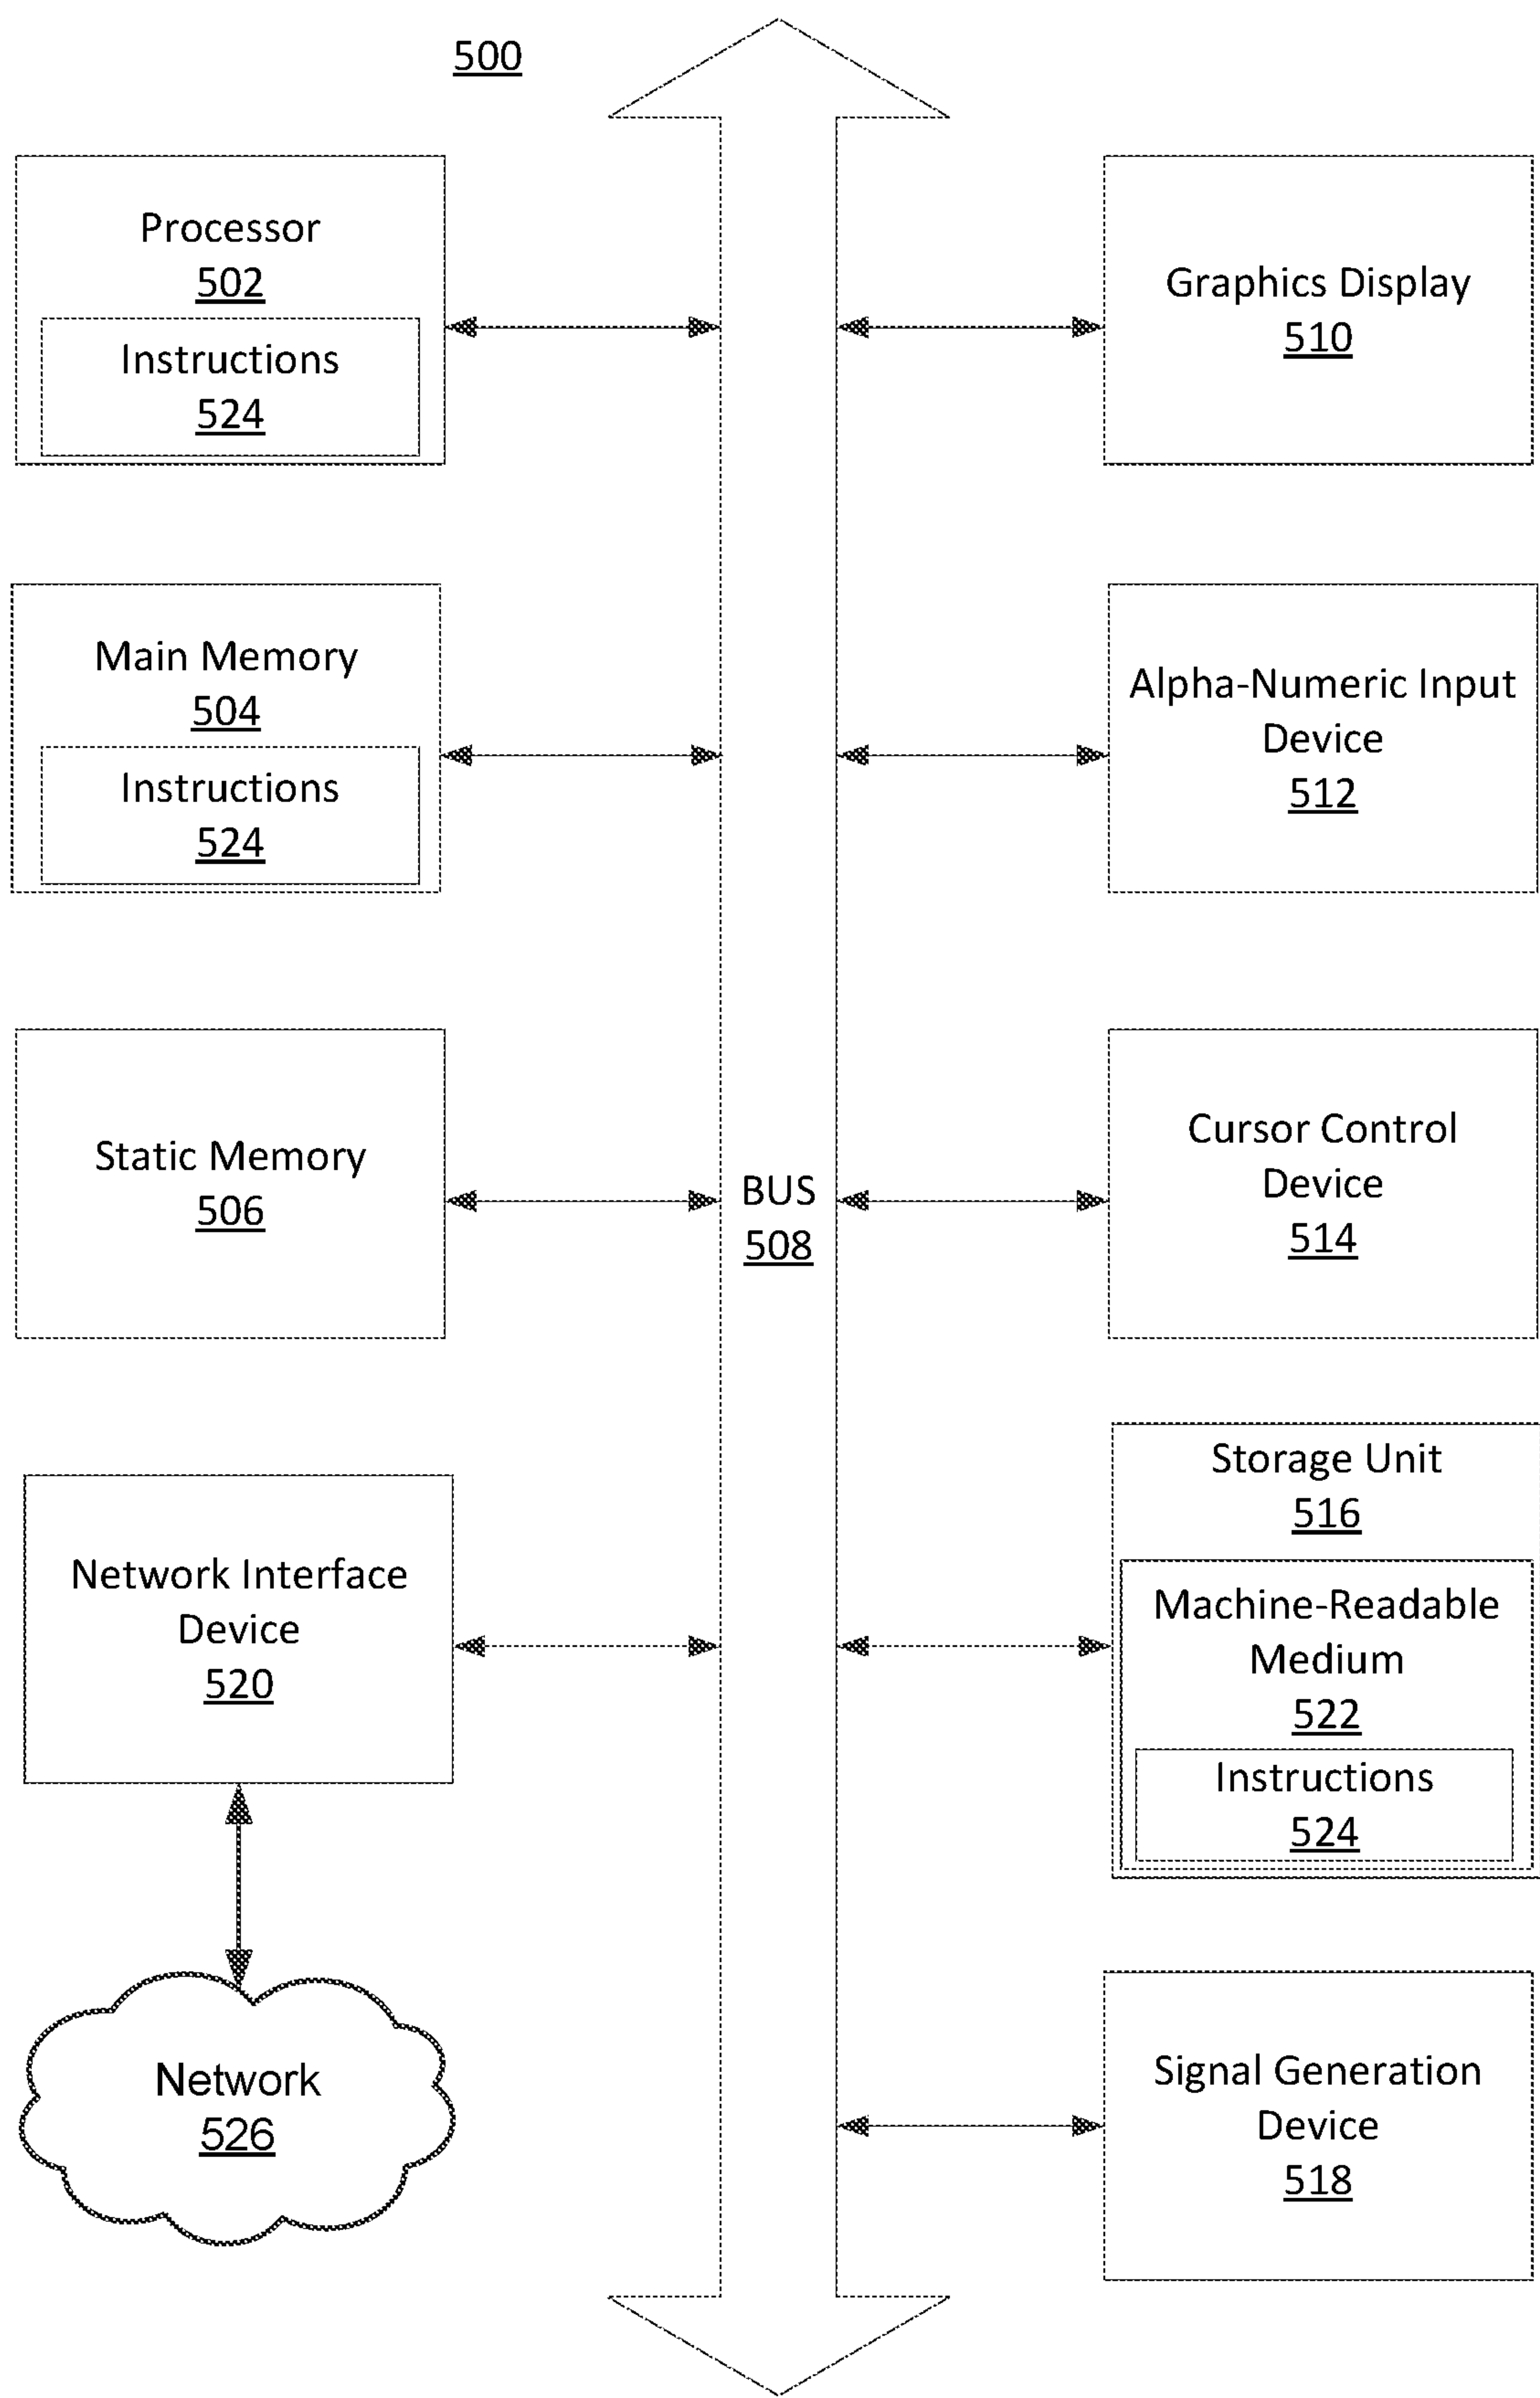 500
Processor
502
Instructions
524
Main Memory
504
Instructions
524
Static Memory
506
Network Interface
Device
520
Network
526
BUS
508
Graphics Display
510
Alpha-Numeric Input
Device
512
Cursor Control
Device
514
Storage Unit
516
Machine-Readable
Medium
522
Instructions
524
Signal Generation
Device
518